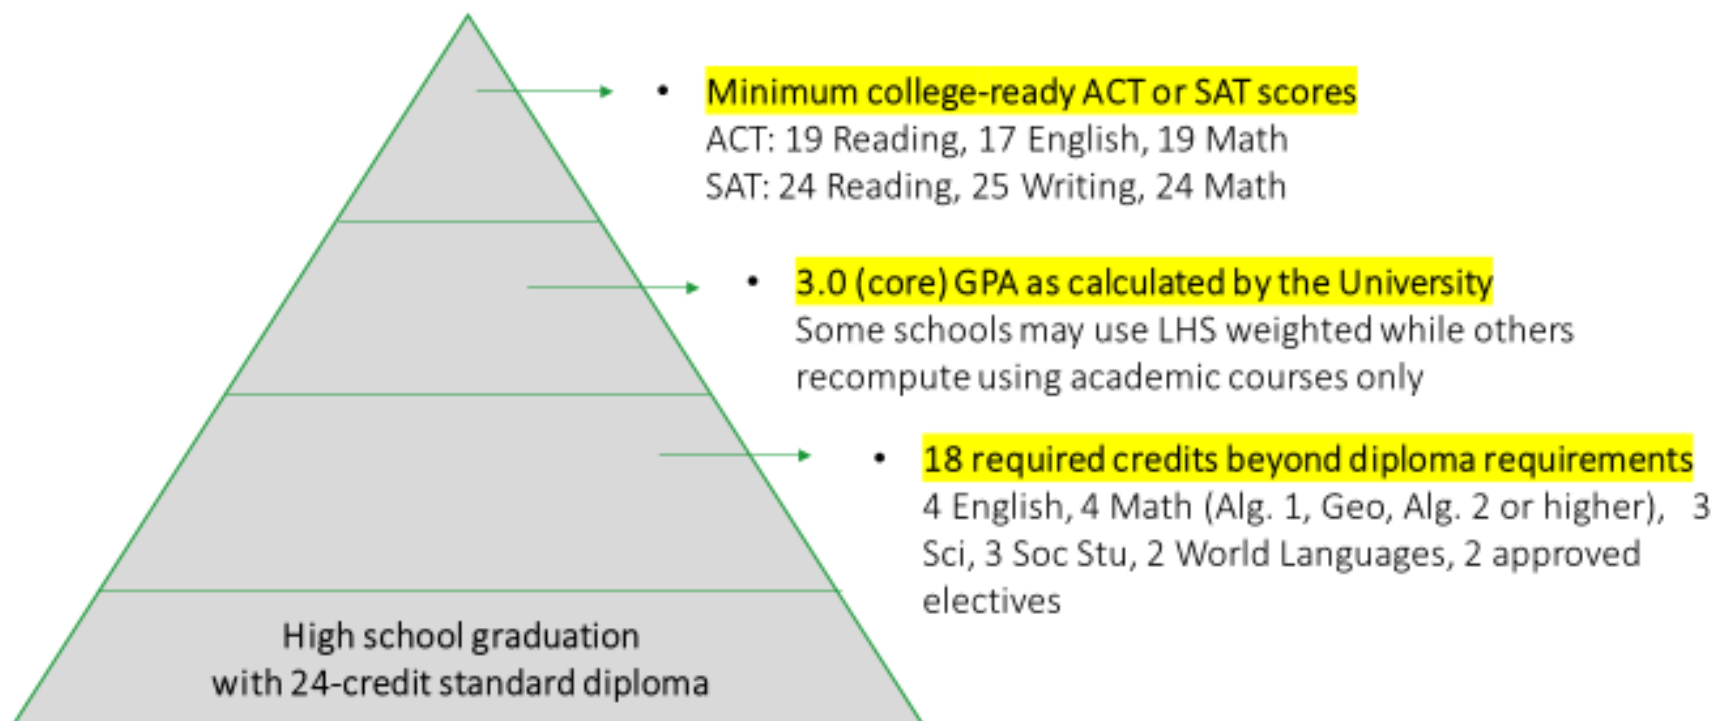 • Minimum college-ready ACT or SAT scores
ACT: 19 Reading, 17 English, 19 Math
SAT: 24 Reading, 25 Writing, 24 Math
• 3.0 (core) GPA as calculated by the University
Some schools may use LHS weighted while others
recompute using academic courses only
• 18 required credits beyond diploma requirements
4 English, 4 Math (Alg. 1, Geo, Alg. 2 or higher), 3
Sci, 3 Soc Stu, 2 World Languages, 2 approved
electives
High school graduation
with 24-credit standard diploma